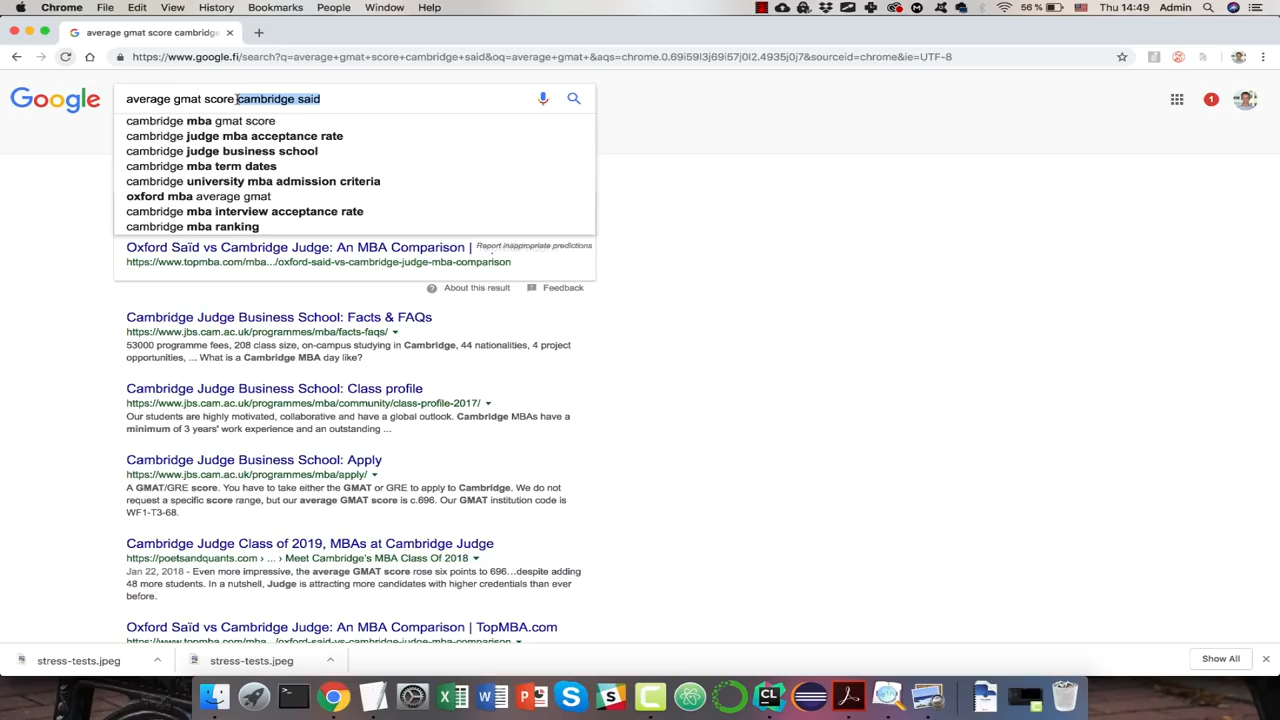 Chrome File Edit View History Bookmarks People Window Help 56 % Thu 14:49 Admin
average gmat score cambridge
https://www.google.fi/search?q=average+gmat+score+cambridge+said&oq=average+gmat+&aqs=chrome.0.69i59l3j69i57j0l2.4935j0j7&sourceid=chrome&ie=UTF-8
Google
average gmat score cambridge said
1
cambridge mba gmat score
cambridge judge mba acceptance rate
cambridge judge business school
cambridge mba term dates
cambridge university mba admission criteria
oxford mba average gmat
cambridge mba interview acceptance rate
cambridge mba ranking
Oxford Saïd vs Cambridge Judge: An MBA Comparison |
Report inappropriate predictions
https://www.topmba.com/mba.../oxford-said-vs-cambridge-judge-mba-comparison
About this result Feedback
Cambridge Judge Business School: Facts & FAQs
https://www.jbs.cam.ac.uk/programmes/mba/facts-faqs/
53000 programme fees, 208 class size, on-campus studying in Cambridge, 44 nationalities, 4 project
opportunities, ... What is a Cambridge MBA day like?
Cambridge Judge Business School: Class profile
https://www.jbs.cam.ac.uk/programmes/mba/community/class-profile-2017/
Our students are highly motivated, collaborative and have a global outlook. Cambridge MBAs have a
minimum of 3 years' work experience and an outstanding ...
Cambridge Judge Business School: Apply
https://www.jbs.cam.ac.uk/programmes/mba/apply/
A GMAT/GRE score. You have to take either the GMAT or GRE to apply to Cambridge. We do not
request a specific score range, but our average GMAT score is c.696. Our GMAT institution code is
WF1-T3-68.
Cambridge Judge Class of 2019, MBAs at Cambridge Judge
https://poetsandquants.com › ... › Meet Cambridge's MBA Class Of 2018
Jan 22, 2018 - Even more impressive, the average GMAT score rose six points to 696...despite adding
48 more students. In a nutshell, Judge is attracting more candidates with higher credentials than ever
before.
Oxford Saïd vs Cambridge Judge: An MBA Comparison | TopMBA.com
https://www.topmba.com/mba.../oxford-said-vs-cambridge-judge-mba-comparison
stress-tests.jpeg stress-tests.jpeg Show All